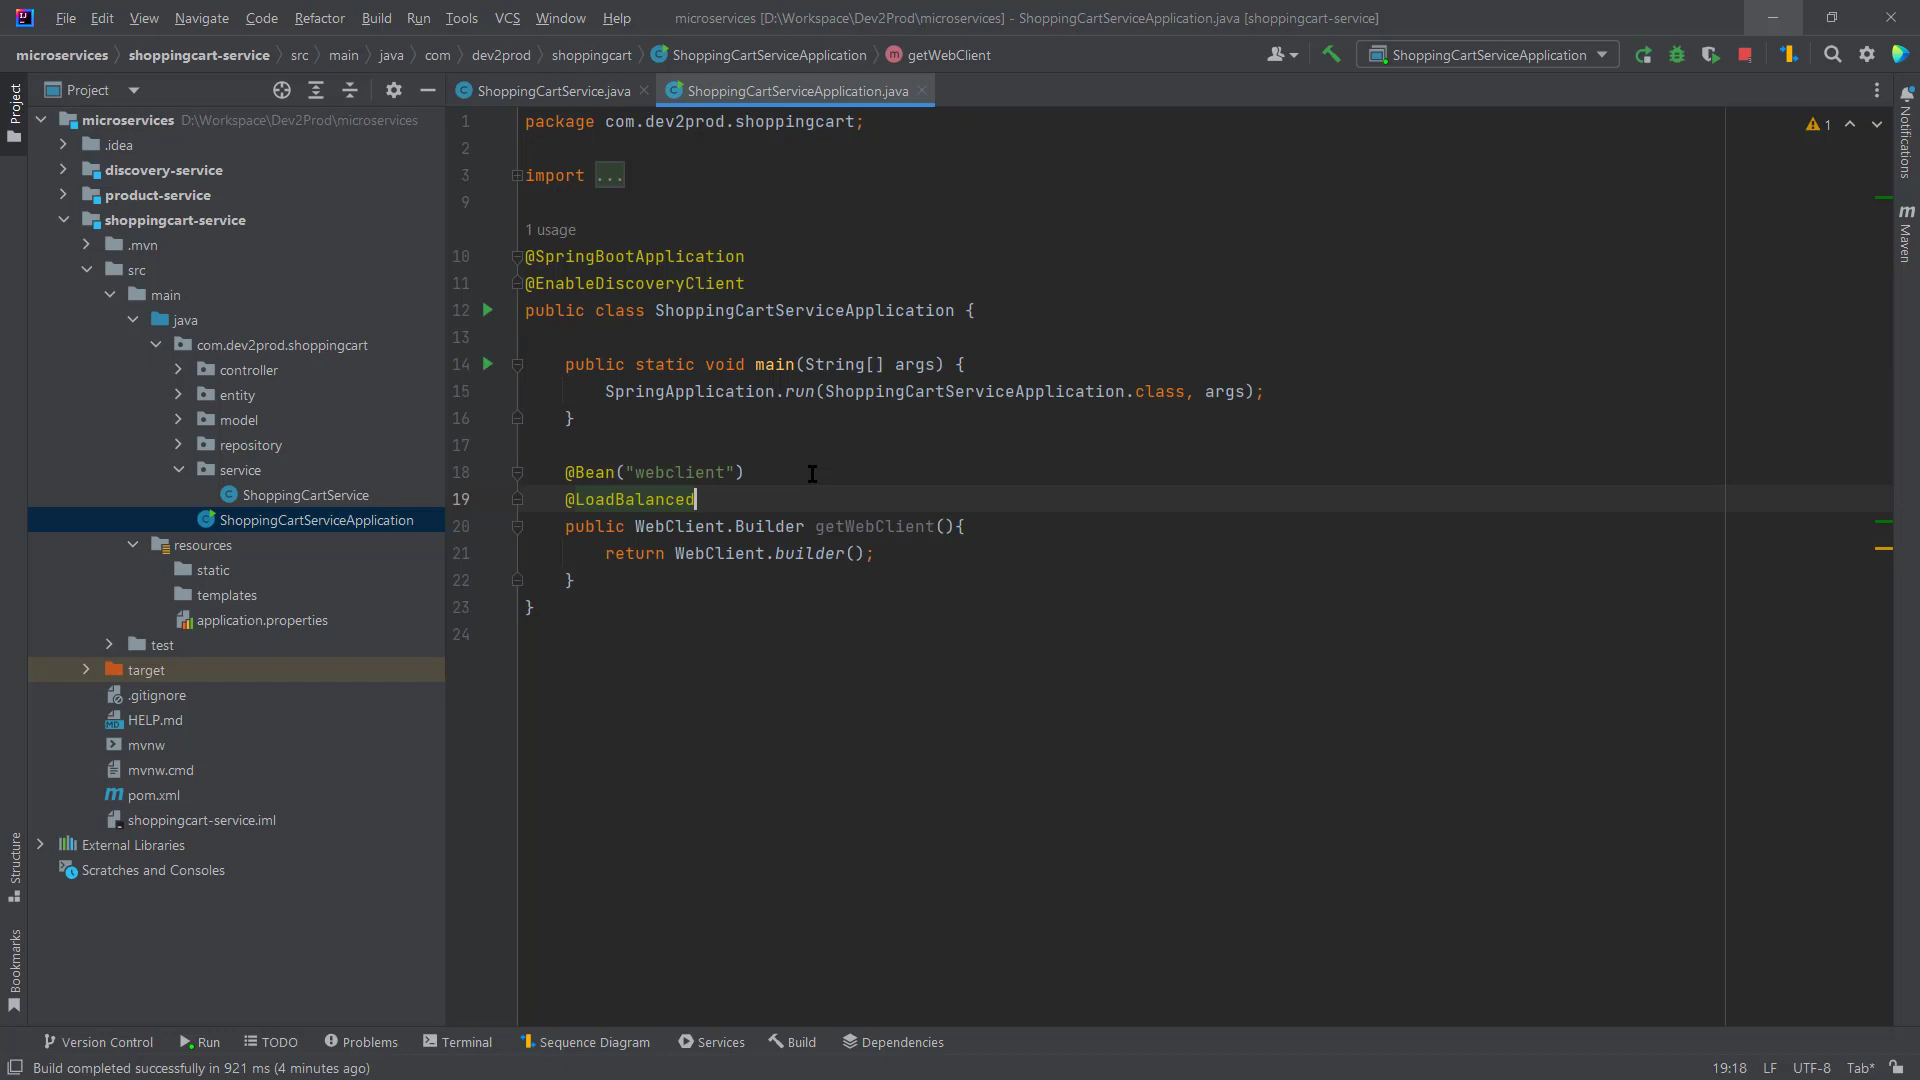 File Edit View Navigate Code Refactor Build Run Tools VCS Window Help microservices [D:\Workspace\Dev2Prod\microservices] - ShoppingCartServiceApplication.java [shoppingcart-service]
microservices shoppingcart-service src main java com dev2prod shoppingcart ShoppingCartServiceApplication getWebClient ShoppingCartServiceApplication
Project
Project
ShoppingCartService.java ShoppingCartServiceApplication.java
Notifications
Maven
microservices D:\Workspace\Dev2Prod\microservices
.idea
discovery-service
product-service
shoppingcart-service
.mvn
src
main
java
com.dev2prod.shoppingcart
controller
entity
model
repository
service
ShoppingCartService
ShoppingCartServiceApplication
resources
static
templates
application.properties
test
target
.gitignore
HELP.md
mvnw
mvnw.cmd
pom.xml
shoppingcart-service.iml
External Libraries
Scratches and Consoles
Structure
Bookmarks
1 package com.dev2prod.shoppingcart;
1
2
3 import ...
9
1 usage
10 @SpringBootApplication
11 @EnableDiscoveryClient
12 public class ShoppingCartServiceApplication {
13
14 public static void main(String[] args) {
15 SpringApplication.run(ShoppingCartServiceApplication.class, args);
16 }
17
18 @Bean("webclient")
19 @LoadBalanced
20 public WebClient.Builder getWebClient(){
21 return WebClient.builder();
22 }
23 }
24
Version Control Run TODO Problems Terminal Sequence Diagram Services Build Dependencies
Build completed successfully in 921 ms (4 minutes ago) 19:18 LF UTF-8 Tab*